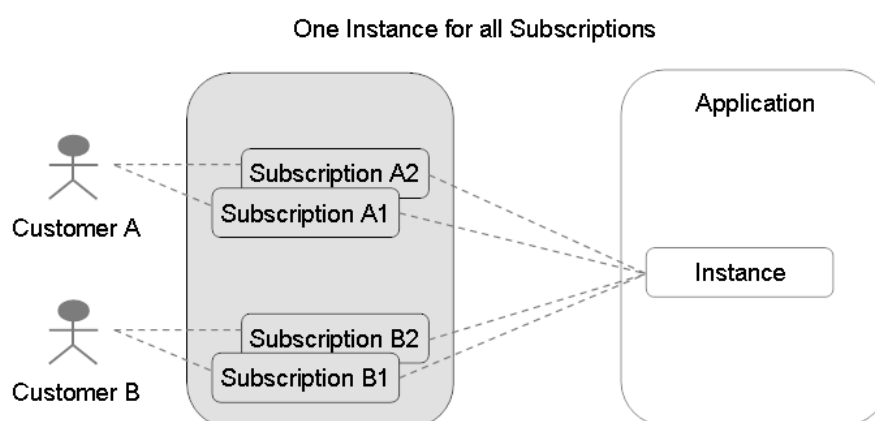 One Instance for all Subscriptions
Application
Subscription A2
Subscription A1
Customer A
Instance
Subscription B2
Subscription B1
Customer B